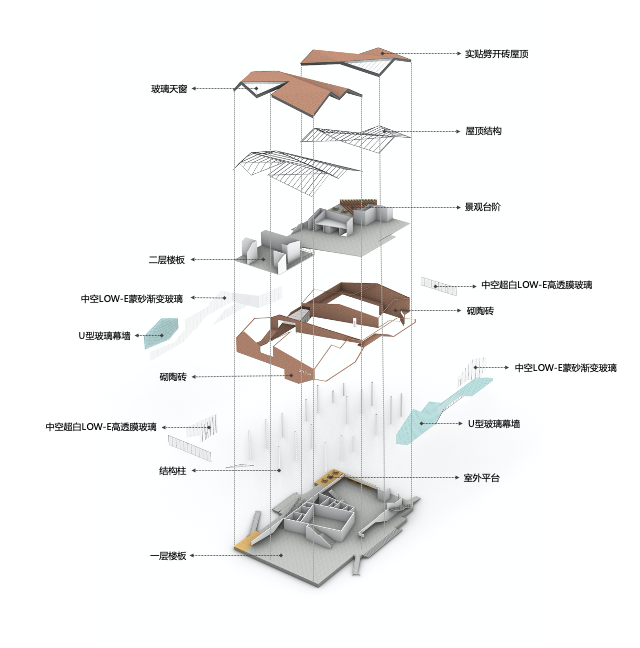 实贴劈开砖屋顶
玻璃天窗
屋顶结构
景观台阶
二层楼板
中空超白LOW-E高透膜玻璃
中空LOW-E蒙砂渐变玻璃
砌陶砖
U型玻璃幕墙
中空LOW-E蒙砂渐变玻璃
砌陶砖
U型玻璃幕墙
中空超白LOW-E高透膜玻璃
结构柱
室外平台
一层楼板